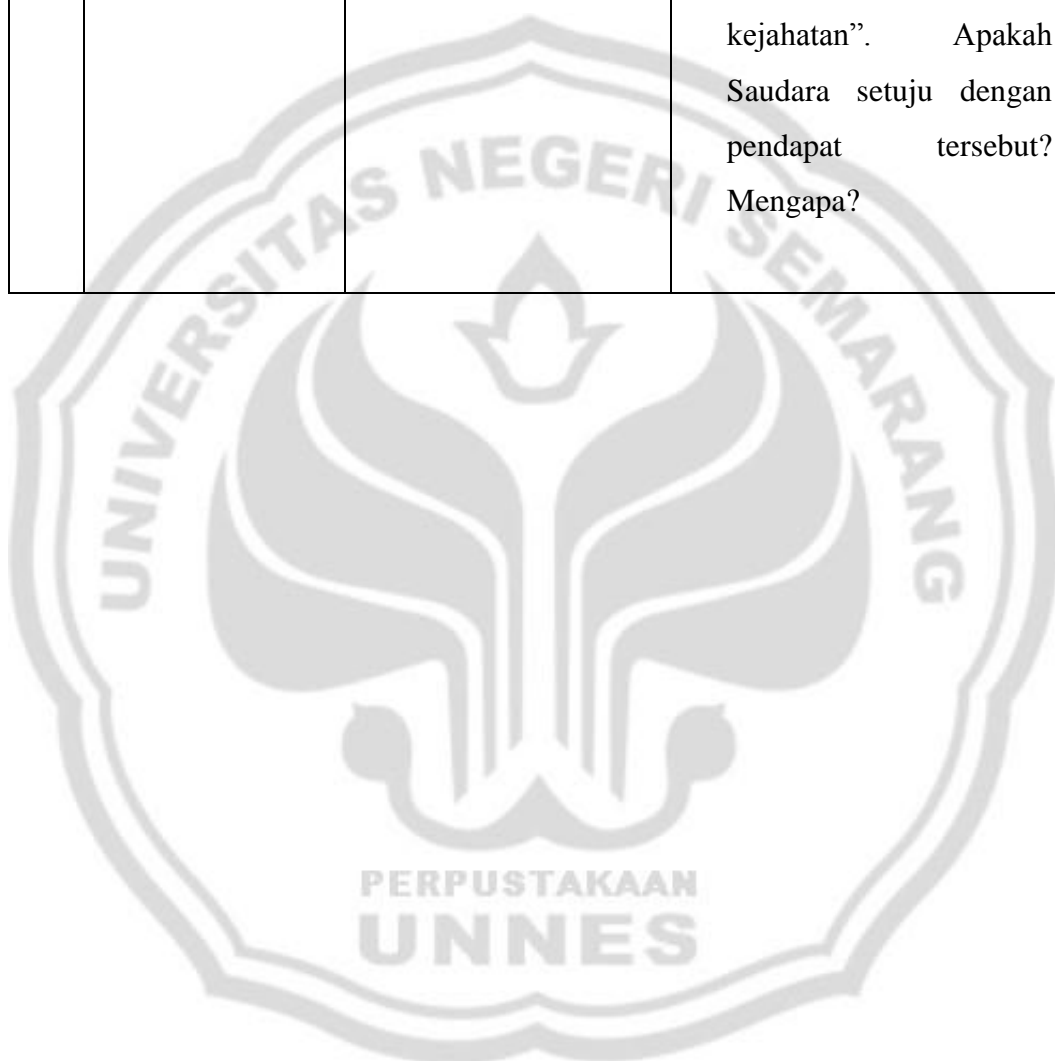 kejahatan”. Apakah
Saudara setuju dengan
pendapat tersebut?
Mengapa?
UNIVERSITAS NEGERI SEMARANG
PERPUSTAKAAN
UNNES